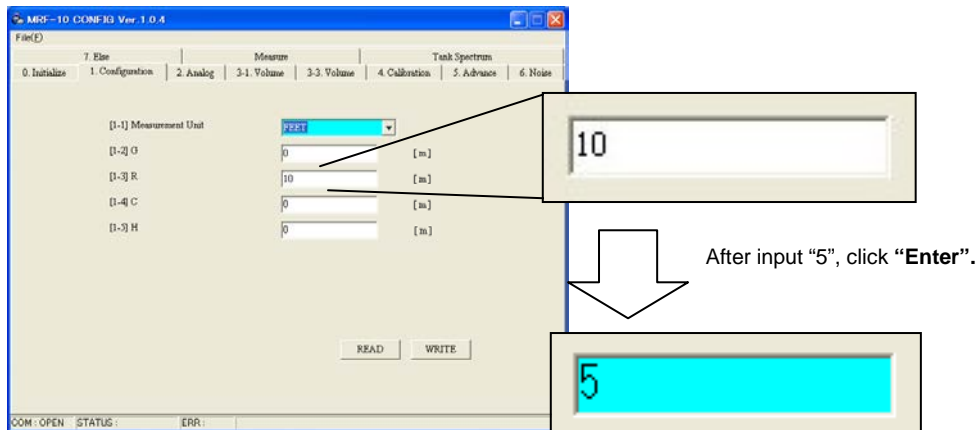 MRF-10 CONFIG Ver.1.0.4
File(F)
7. Else Measure Tank Spectrum
0. Initialize 1. Configuration 2. Analog 3-1. Volume 3-3. Volume 4. Calibration 5. Advance 6. Noise
[1-1] Measurement Unit FEET
[1-2] G 0 [m]
[1-3] R 10 [m]
[1-4] C 0 [m]
[1-5] H 0 [m]
READ WRITE
COM : OPEN STATUS : ERR :
10
After input “5”, click “Enter”.
5